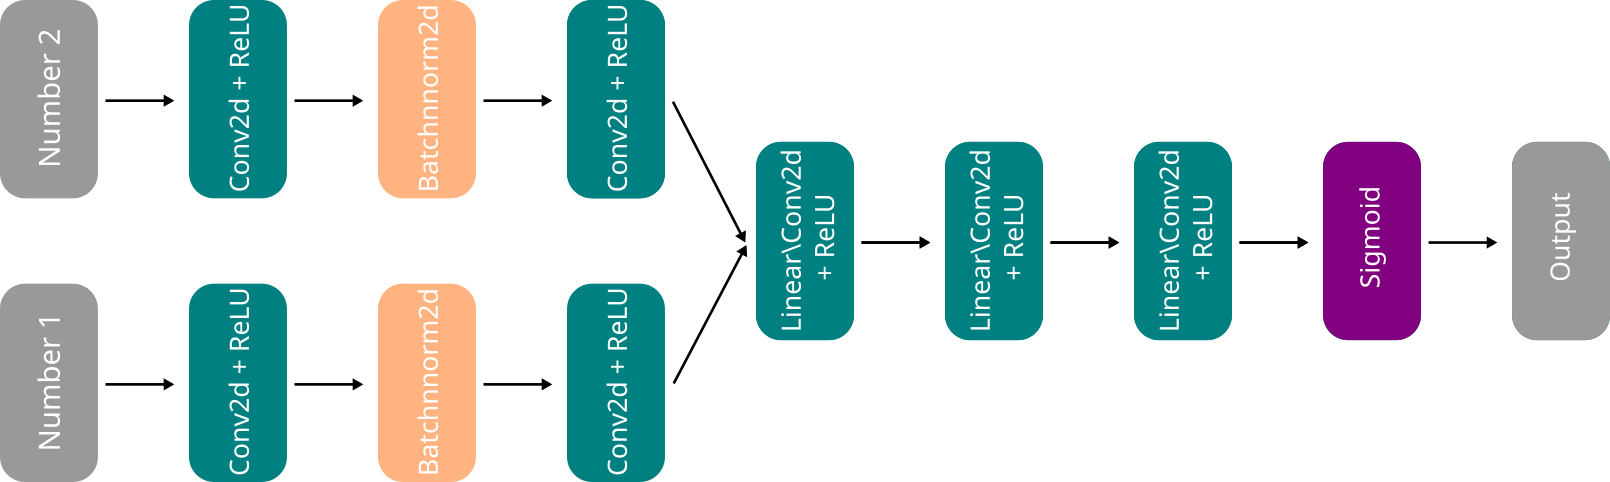 Number 2
Conv2d + ReLU
Batchnnorm2d
Conv2d + ReLU
Number 1
Conv2d + ReLU
Batchnnorm2d
Conv2d + ReLU
Linear\Conv2d
+ ReLU
Linear\Conv2d
+ ReLU
Linear\Conv2d
+ ReLU
Sigmoid
Output